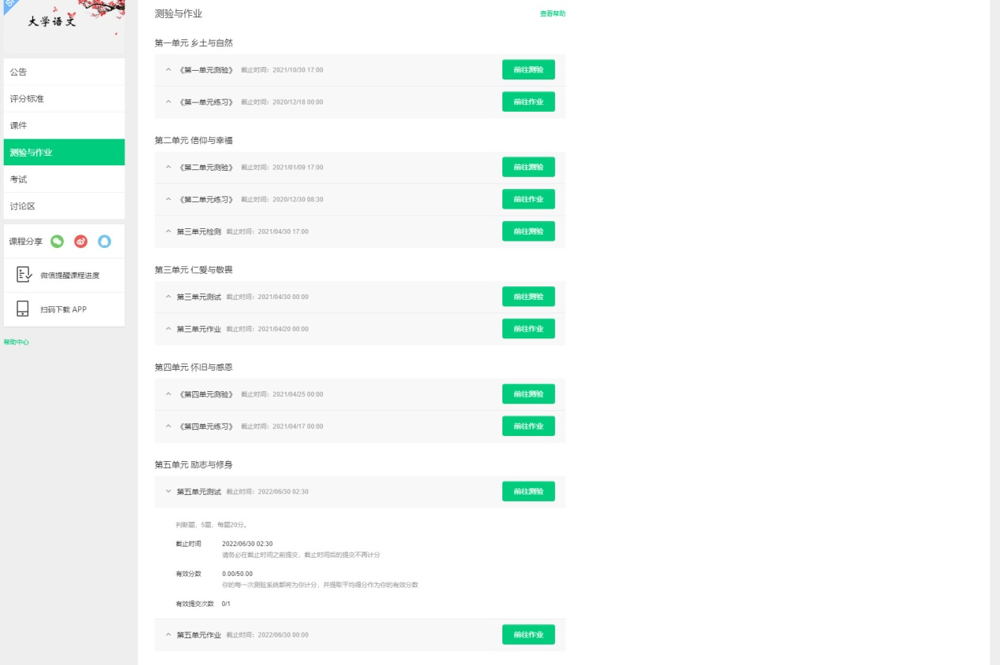 大学语文
公告
评分标准
课件
测验与作业
考试
讨论区
课程分享
微信提醒课程进度
扫码下载 APP
帮助中心
测验与作业 查看帮助
第一单元 乡土与自然
《第一单元测验》 截止时间：2021/10/30 17:00 前往测验
《第一单元练习》 截止时间：2020/12/18 00:00 前往作业
第二单元 信仰与幸福
《第二单元测验》 截止时间：2021/01/09 17:00 前往测验
《第二单元练习》 截止时间：2020/12/30 08:30 前往作业
第三单元检测 截止时间：2021/04/30 17:00 前往测验
第三单元 仁爱与敬畏
第三单元测试 截止时间：2021/04/30 00:00 前往测验
第三单元作业 截止时间：2021/04/20 00:00 前往作业
第四单元 怀旧与感恩
《第四单元测验》 截止时间：2021/04/25 00:00 前往测验
《第四单元练习》 截止时间：2021/04/17 00:00 前往作业
第五单元 励志与修身
第五单元测试 截止时间：2022/06/30 02:30 前往测验
判断题，5题，每题20分。
截止时间 2022/06/30 02:30
请务必在截止时间之前提交，截止时间后的提交不再计分
有效分数 0.00/50.00
你的每一次测验系统都将为你计分，并提取平均得分作为你的有效分数
有效提交次数 0/1
第五单元作业 截止时间：2022/06/30 00:00 前往作业